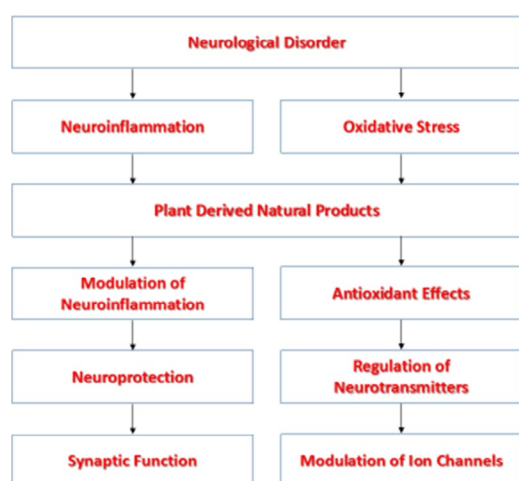 Neurological Disorder
Neuroinflammation
Oxidative Stress
Plant Derived Natural Products
Modulation of
Neuroinflammation
Antioxidant Effects
Neuroprotection
Regulation of
Neurotransmitters
Synaptic Function
Modulation of Ion Channels